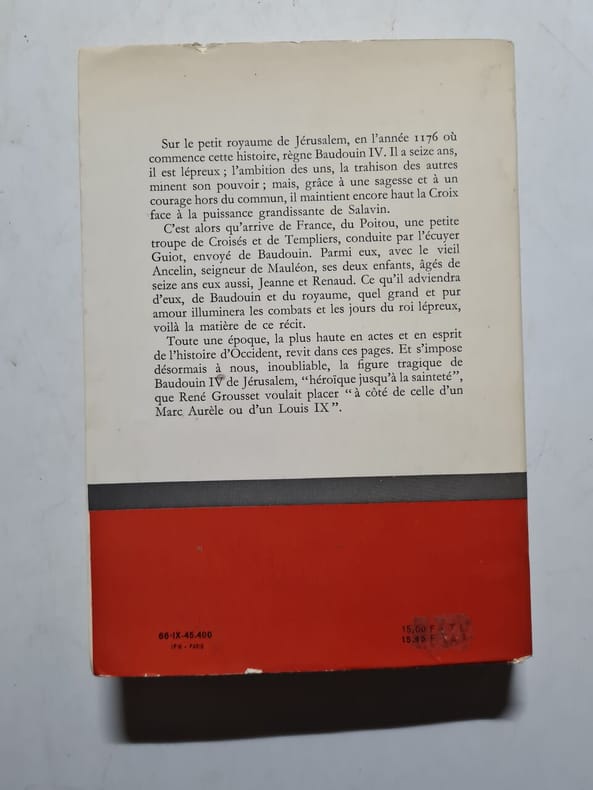 Sur le petit royaume de Jérusalem, en l'année 1176 où
commence cette histoire, règne Baudouin IV. Il a seize ans,
il est lépreux ; l'ambition des uns, la trahison des autres
minent son pouvoir ; mais, grâce à une sagesse et à un
courage hors du commun, il maintient encore haut la Croix
face à la puissance grandissante de Salavin.
C'est alors qu'arrive de France, du Poitou, une petite
troupe de Croisés et de Templiers, conduite par l'écuyer
Guiot, envoyé de Baudouin. Parmi eux, avec le vieil
Ancelin, seigneur de Mauléon, ses deux enfants, âgés de
seize ans eux aussi, Jeanne et Renaud. Ce qu'il adviendra
d'eux, de Baudouin et du royaume, quel grand et pur
amour illuminera les combats et les jours du roi lépreux,
voilà la matière de ce récit.
Toute une époque, la plus haute en actes et en esprit
de l'histoire d'Occident, revit dans ces pages. Et s'impose
désormais à nous, inoubliable, la figure tragique de
Baudouin IV de Jérusalem, "héroïque jusqu'à la sainteté",
que René Grousset voulait placer "à côté de celle d'un
Marc Aurèle ou d'un Louis IX".
66-IX-45.400
IPH - PARIS
15,00 F